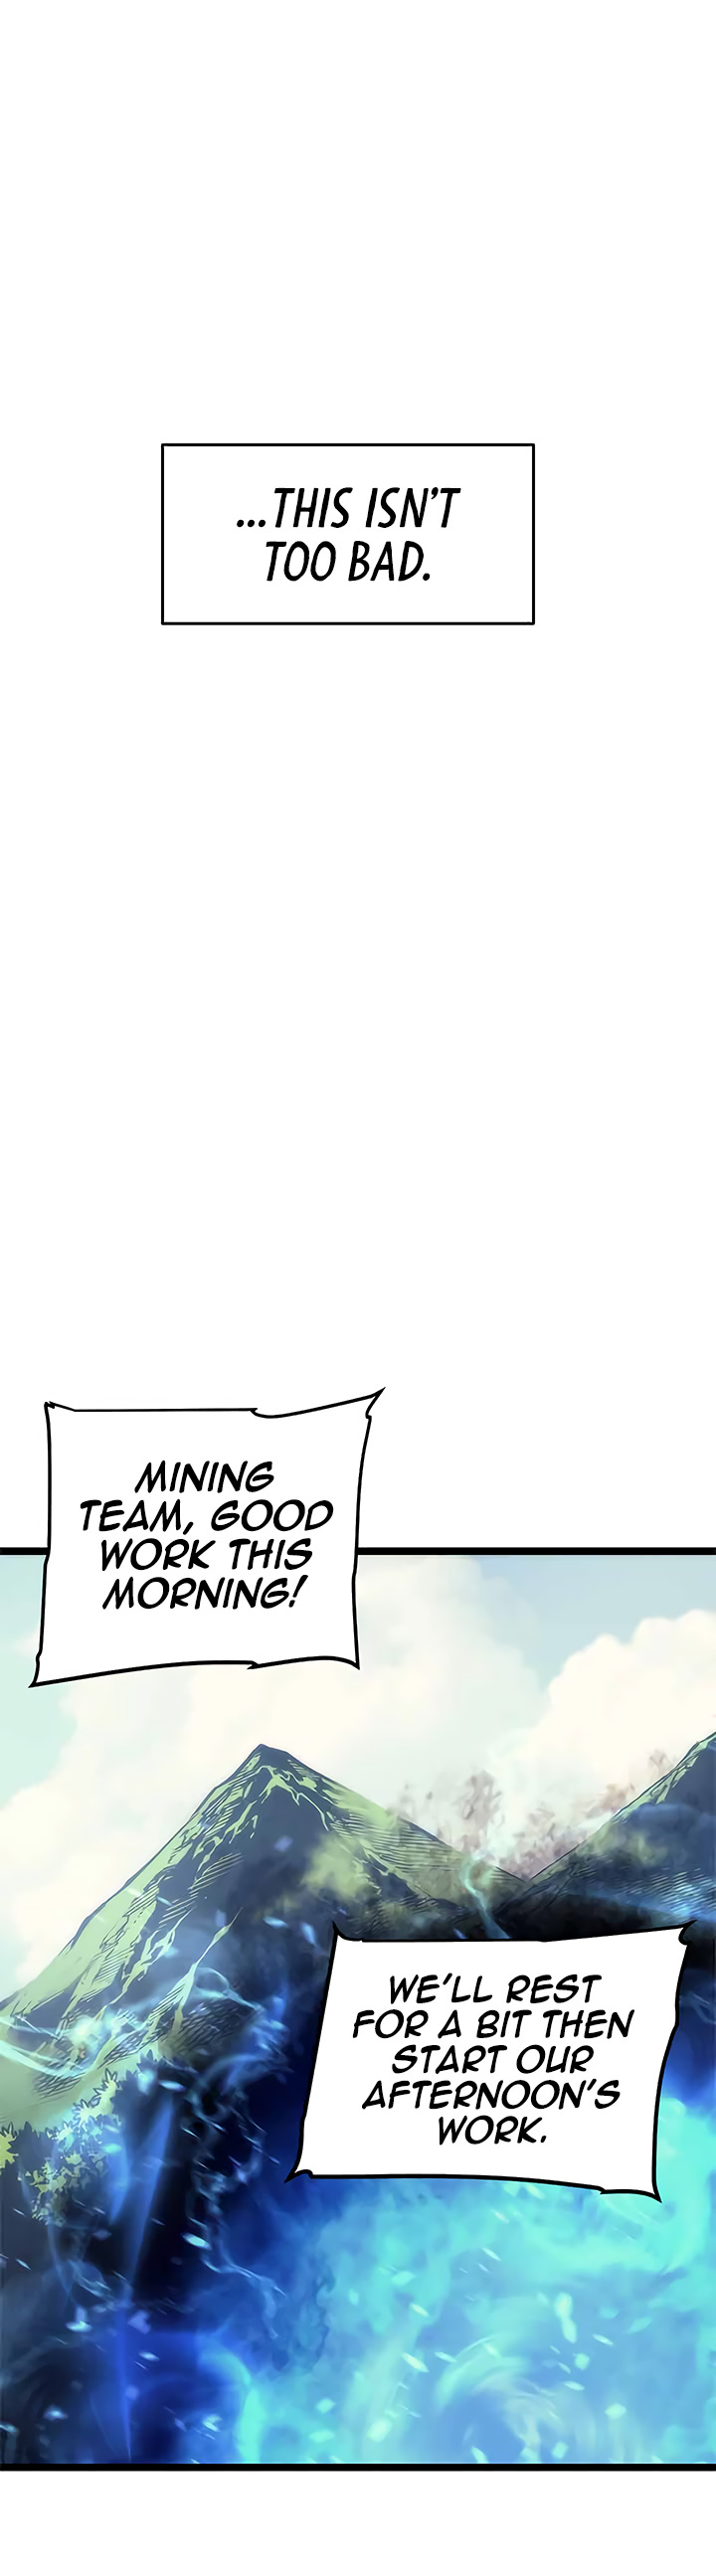 ...THIS ISN'T
TOO BAD.
MINING
TEAM, GOOD
WORK THIS
MORNING!
WE'LL REST
FOR A BIT THEN
START OUR
AFTERNOON'S
WORK.